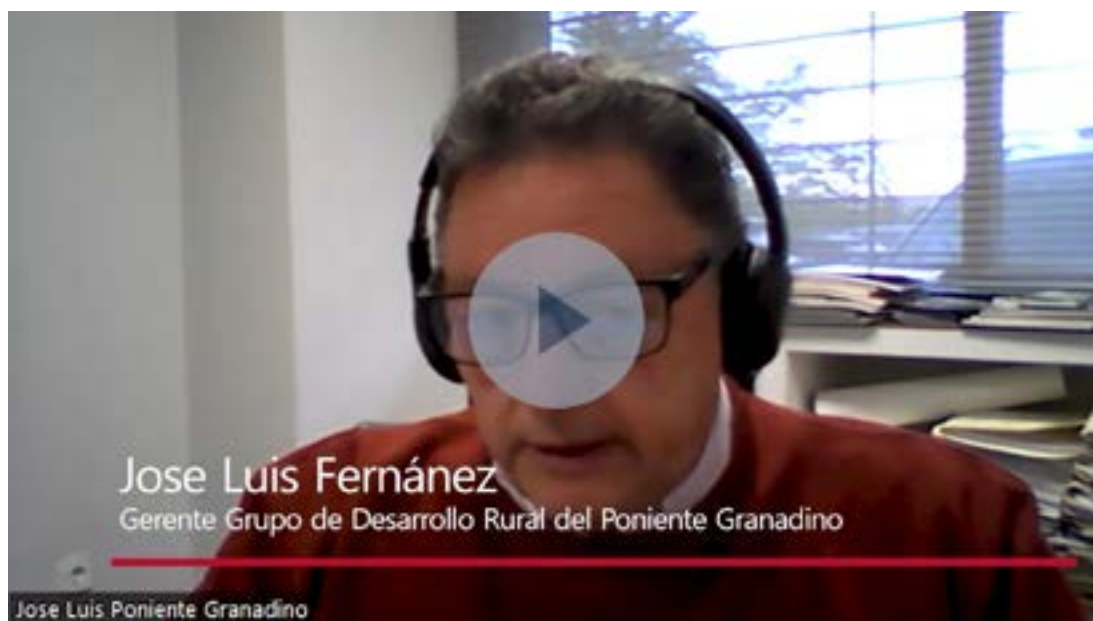 Jose Luis Fernánez
Gerente Grupo de Desarrollo Rural del Poniente Granadino
Jose Luis Poniente Granadino